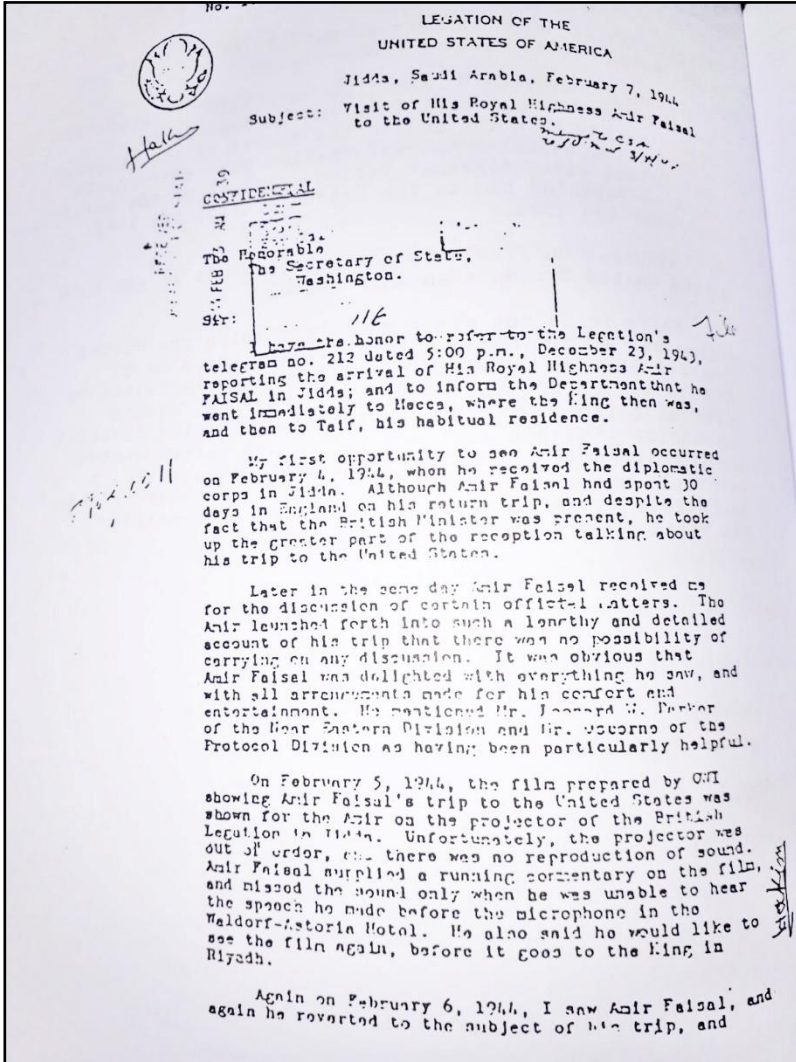 No.
LEGATION OF THE
UNITED STATES OF AMERICA
Jidda, Saudi Arabia, February 7, 1944
Subject: Visit of His Royal Highness Amir Faisal
to the United States.
CONFIDENTIAL
The Honorable
The Secretary of State,
Washington.
Sir:
I have the honor to refer to the Legation's
telegram no. 212 dated 5:00 p.m., December 23, 1943,
reporting the arrival of His Royal Highness Amir
FAISAL in Jidda; and to inform the Department that he
went immediately to Mecca, where the King then was,
and then to Taif, his habitual residence.
My first opportunity to see Amir Faisal occurred
on February 4, 1944, when he received the diplomatic
corps in Jidda. Although Amir Faisal had spent 30
days in England on his return trip, and despite the
fact that the British Minister was present, he took
up the greater part of the reception talking about
his trip to the United States.
Later in the same day Amir Faisal received me
for the discussion of certain official matters. The
Amir launched forth into such a lengthy and detailed
account of his trip that there was no possibility of
carrying on any discussion. It was obvious that
Amir Faisal was delighted with everything he saw, and
with all arrangements made for his comfort and
entertainment. He mentioned Mr. W. Parker
of the Near Eastern Division and Mr. of the
Protocol Division as having been particularly helpful.
On February 5, 1944, the film prepared by OWI
showing Amir Faisal's trip to the United States was
shown for the Amir on the projector of the British
Legation in Jidda. Unfortunately, the projector was
out of order, and there was no reproduction of sound.
Amir Faisal supplied a running commentary on the film,
and missed the sound only when he was unable to hear
the speech he made before the microphone in the
Waldorf-Astoria Hotel. He also said he would like to
see the film again, before it goes to the King in
Riyadh.
Again on February 6, 1944, I saw Amir Faisal, and
again he reverted to the subject of his trip, and